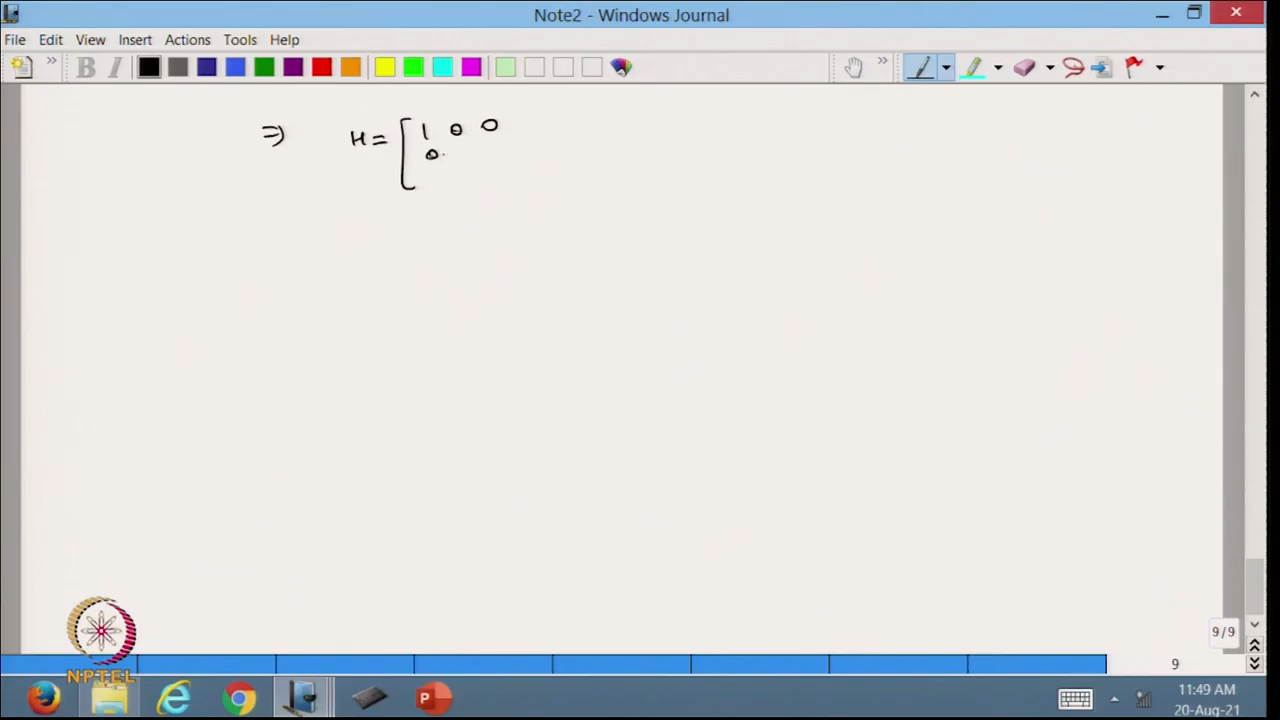 Note2 - Windows Journal
File Edit View Insert Actions Tools Help
B I
⇒ H = [ 1 0 0
0
9/9
9
NPTEL
11:49 AM
20-Aug-21